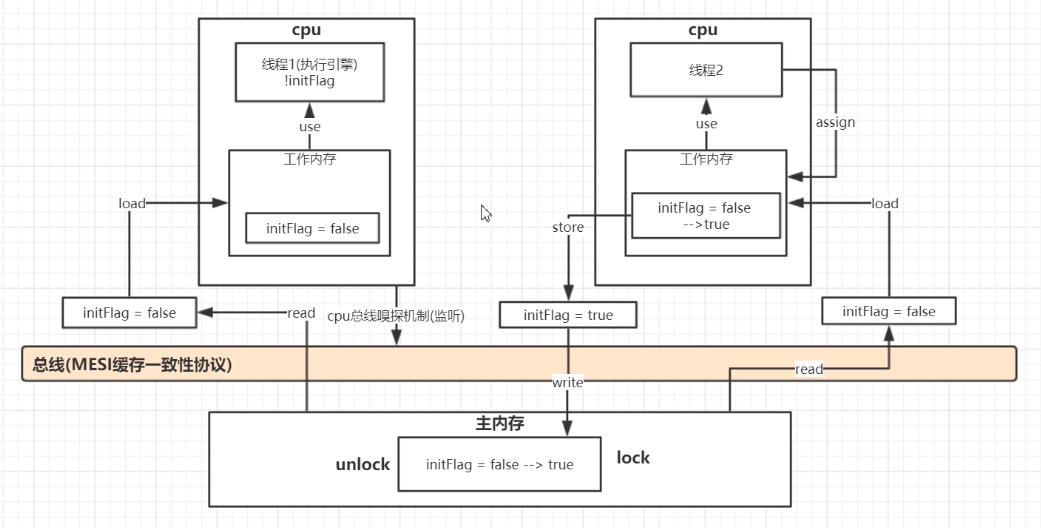 cpu
线程1(执行引擎)
!initFlag
use
工作内存
initFlag = false
load
initFlag = false
read
cpu总线嗅探机制(监听)
cpu
线程2
use
assign
工作内存
initFlag = false
-->true
store
load
initFlag = true
initFlag = false
总线(MESI缓存一致性协议)
write
read
主内存
unlock
initFlag = false --> true
lock